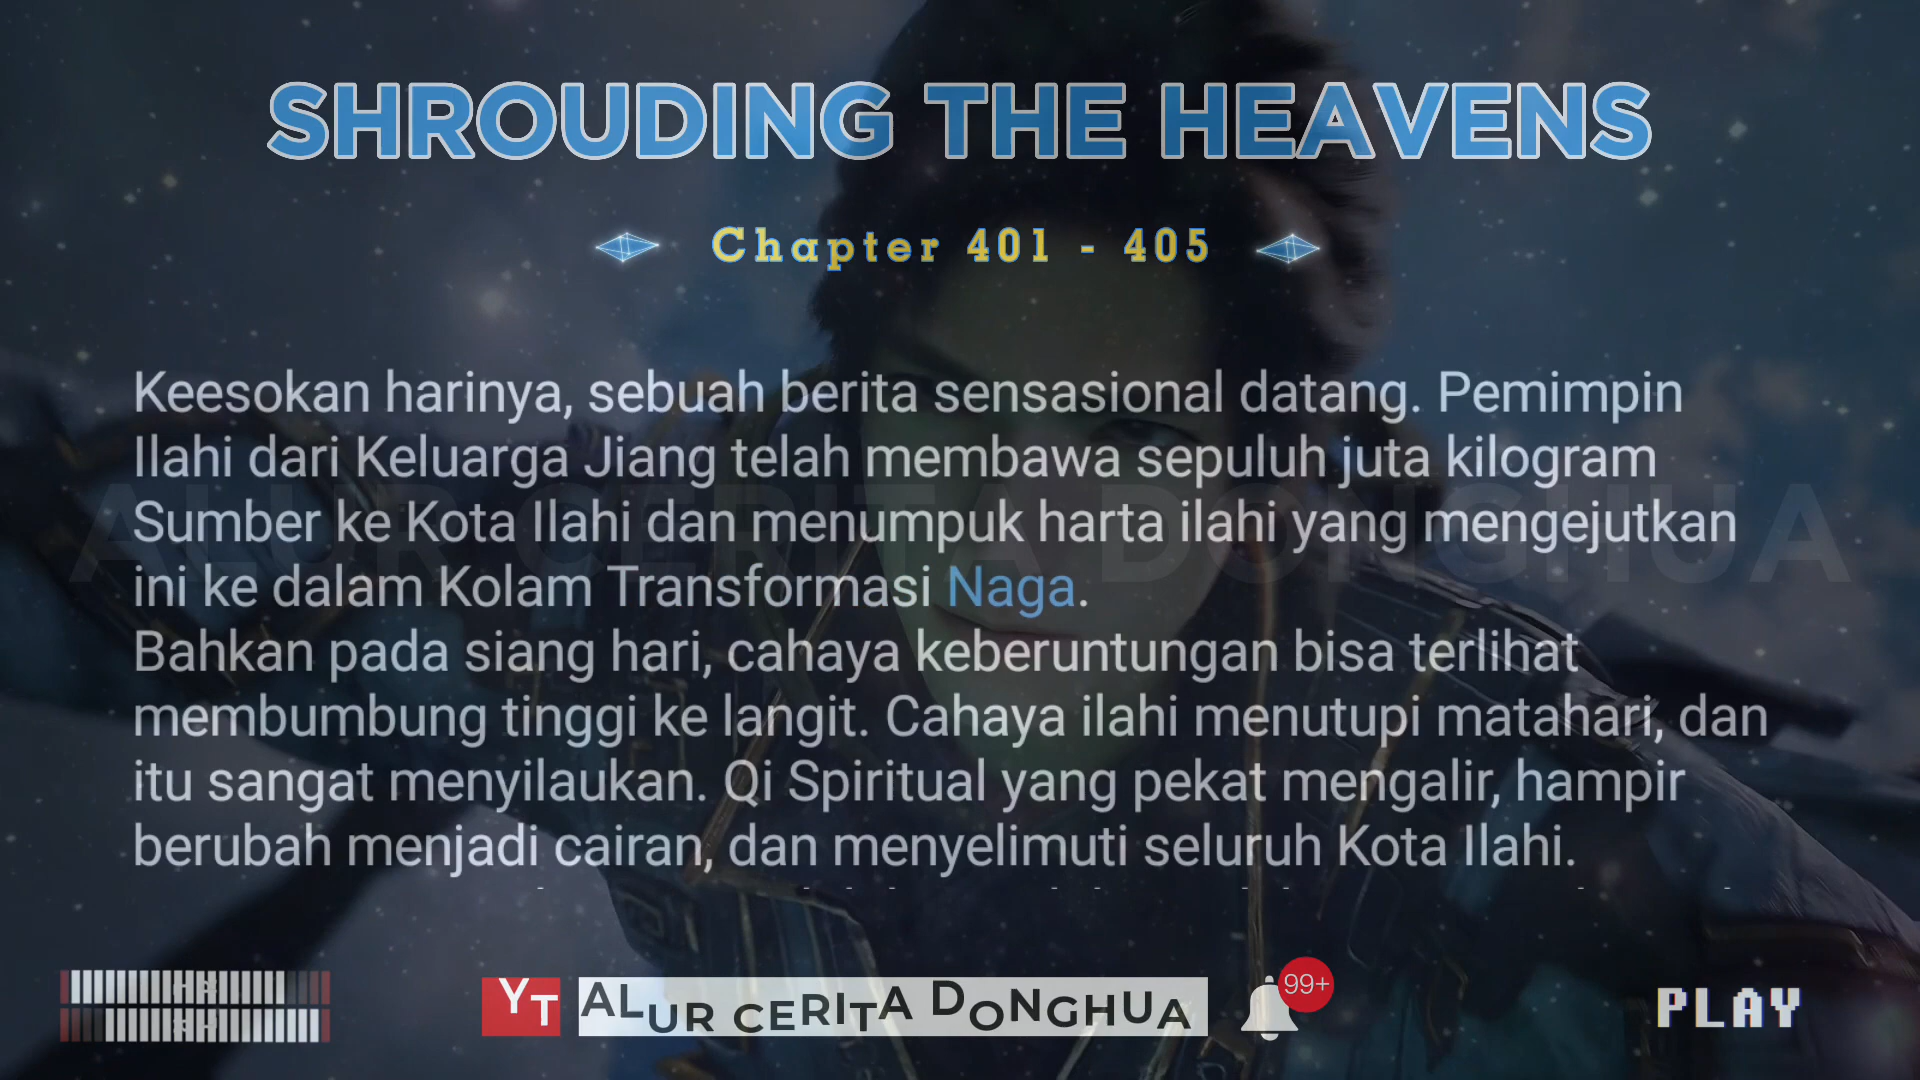 SHROUDING THE HEAVENS
Chapter 401 - 405
Keesokan harinya, sebuah berita sensasional datang. Pemimpin
Ilahi dari Keluarga Jiang telah membawa sepuluh juta kilogram
Sumber ke Kota Ilahi dan menumpuk harta ilahi yang mengejutkan
ini ke dalam Kolam Transformasi Naga.
Bahkan pada siang hari, cahaya keberuntungan bisa terlihat
membumbung tinggi ke langit. Cahaya ilahi menutupi matahari, dan
itu sangat menyilaukan. Qi Spiritual yang pekat mengalir, hampir
berubah menjadi cairan, dan menyelimuti seluruh Kota Ilahi.
ALUR CERITA DONGHUA
YT ALUR CERITA DONGHUA
99+
PLAY